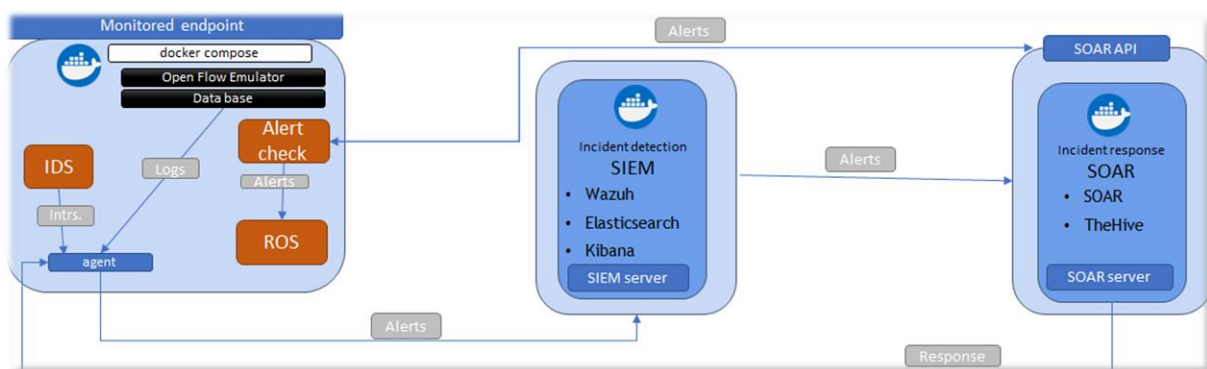 Monitored endpoint
docker compose
Open Flow Emulator
Data base
IDS
Logs
Alert
check
Alerts
Intrs.
ROS
agent
Alerts
Alerts
Incident detection
SIEM
• Wazuh
• Elasticsearch
• Kibana
SIEM server
Alerts
SOAR API
Incident response
SOAR
• SOAR
• TheHive
SOAR server
Response